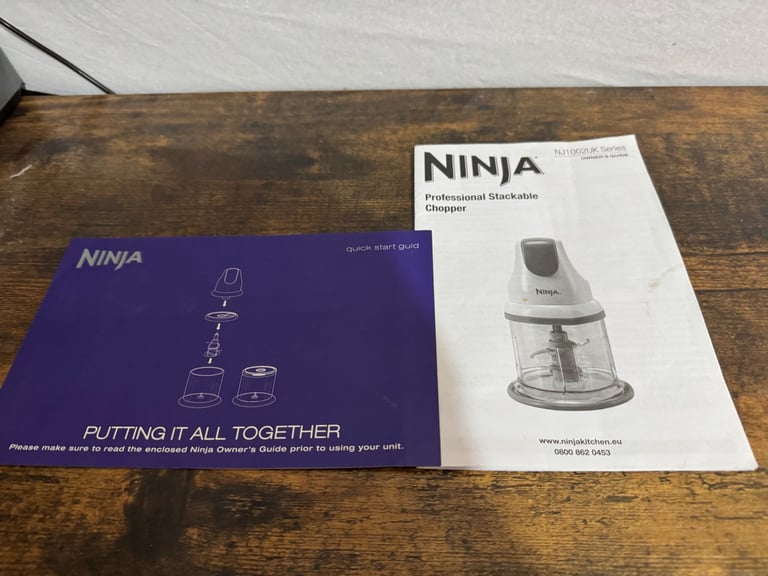 NINJA
quick start guid
PUTTING IT ALL TOGETHER
Please make sure to read the enclosed Ninja Owner's Guide prior to using your unit.
NINJA
NJ1002UK Series
OWNER'S GUIDE
Professional Stackable
Chopper
NINJA
www.ninjakitchen.eu
0800 862 0453